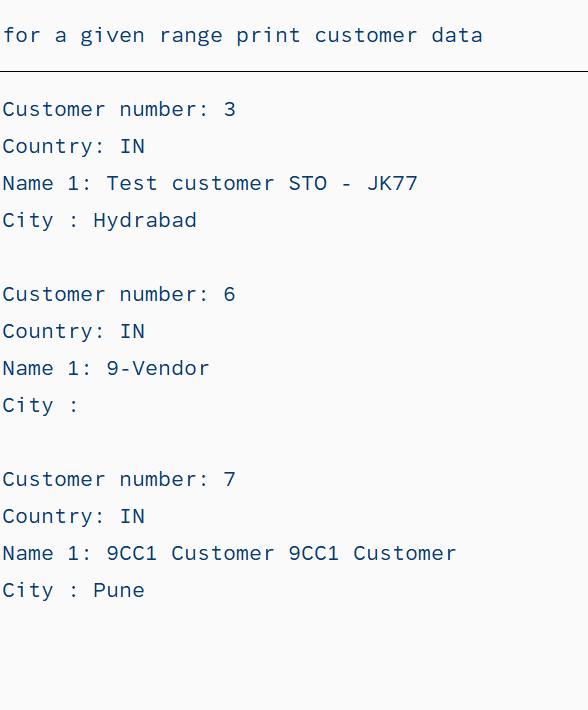 for a given range print customer data
Customer number: 3
Country: IN
Name 1: Test customer STO - JK77
City : Hydrabad
Customer number: 6
Country: IN
Name 1: 9-Vendor
City :
Customer number: 7
Country: IN
Name 1: 9CC1 Customer 9CC1 Customer
City : Pune